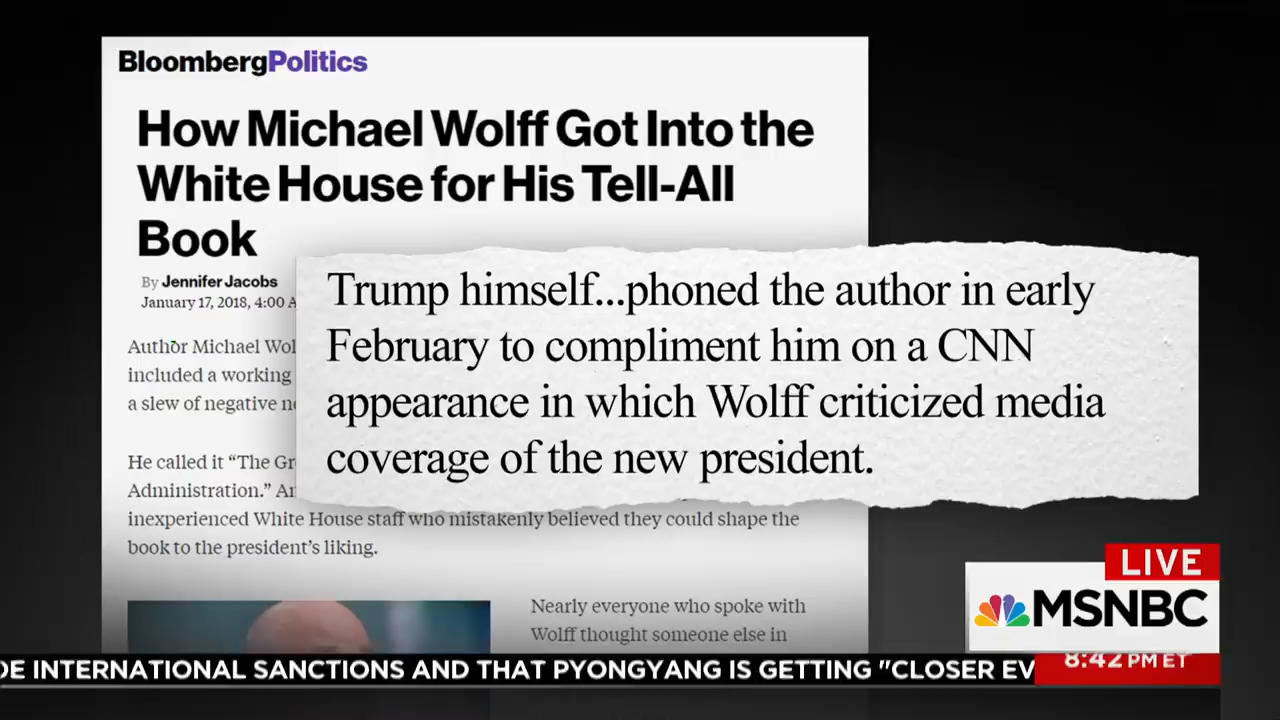 BloombergPolitics
How Michael Wolff Got Into the
White House for His Tell-All
Book
By Jennifer Jacobs
January 17, 2018, 4:00 A
Trump himself...phoned the author in early
February to compliment him on a CNN
appearance in which Wolff criticized media
coverage of the new president.
Author Michael Wol
included a working
a slew of negative
He called it “The Gr
Administration.”
inexperienced White House staff who mistakenly believed they could shape the
book to the president’s liking.
Nearly everyone who spoke with
Wolff thought someone else in
LIVE
MSNBC
8:42 PM ET
DE INTERNATIONAL SANCTIONS AND THAT PYONGYANG IS GETTING "CLOSER EV